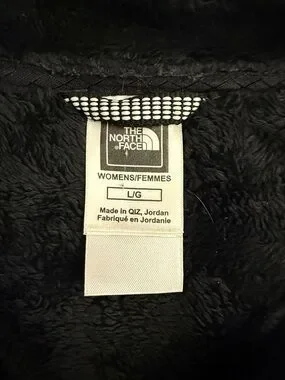 THE
NORTH
FACE
WOMENS/FEMMES
L/G
Made in QIZ, Jordan
Fabriqué en Jordanie